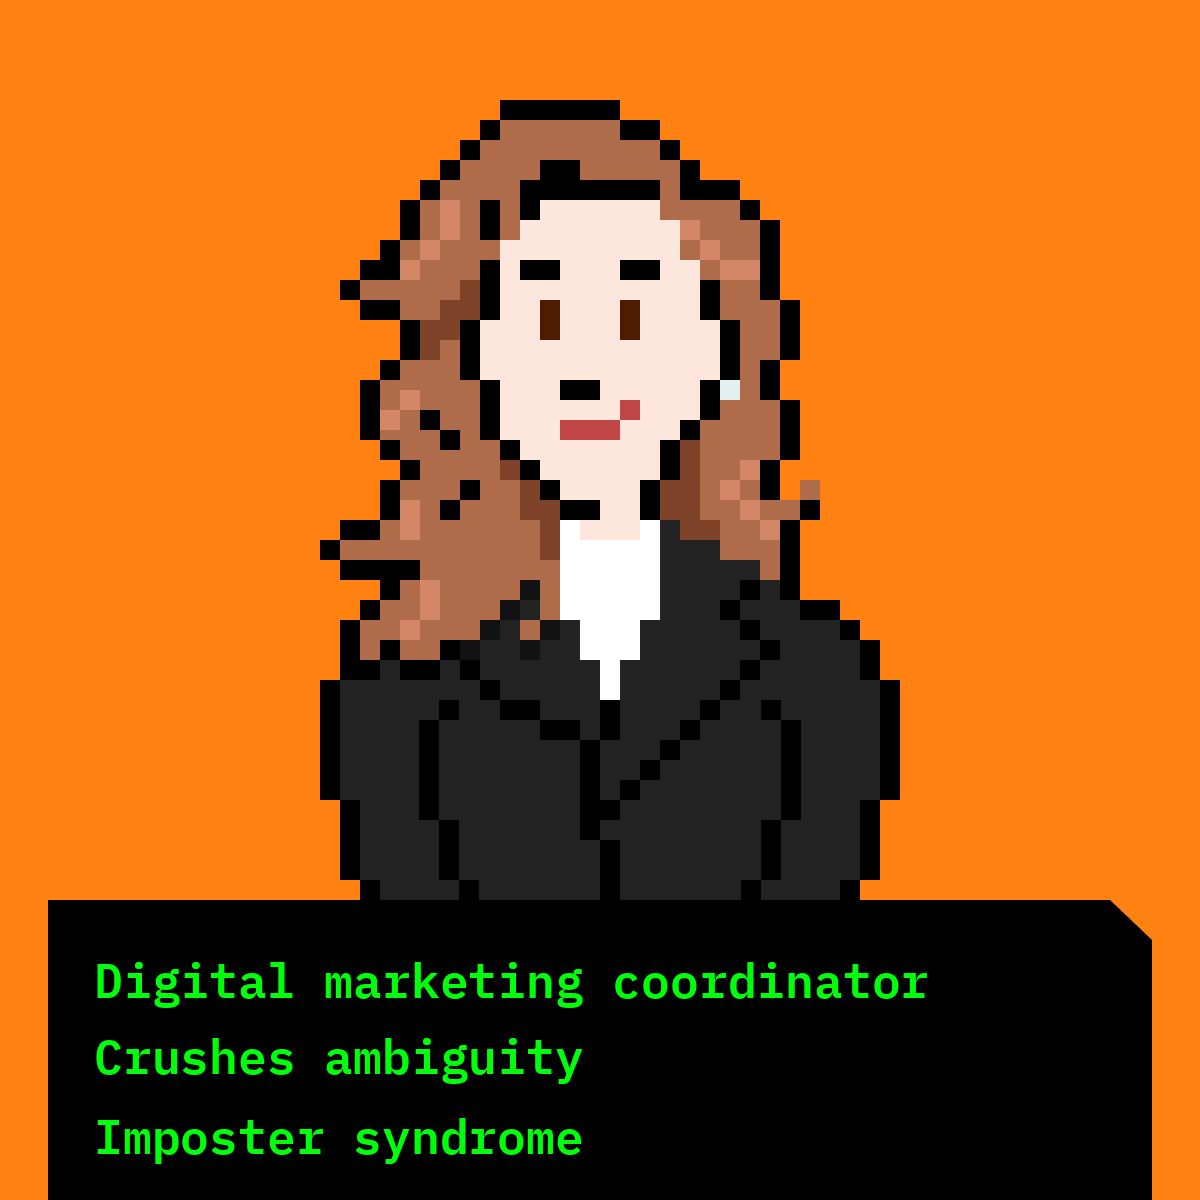 Digital marketing coordinator
Crushes ambiguity
Imposter syndrome